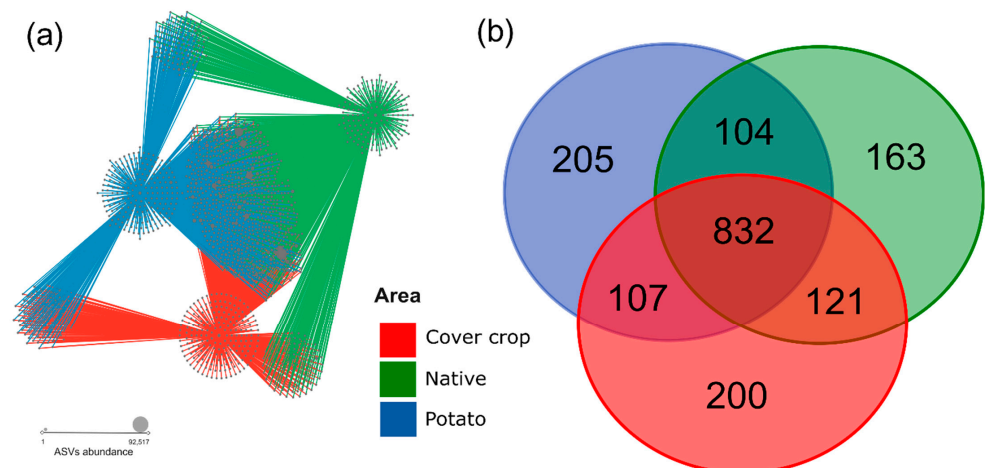 (a)
(b)
205
104
163
832
107
121
200
Area
Cover crop
Native
Potato
1
92,517
ASVs abundance